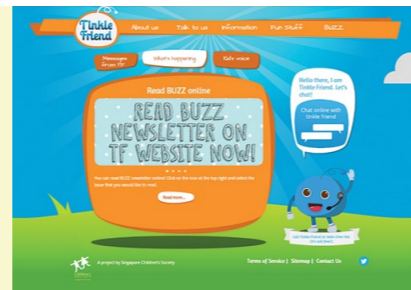 Tinkle
Friend
About us
Talk to us
Information
Fun Stuff
Buzz
Messages
from TF
What's happening
Kids voice
Read BUZZ online
READ BUZZ
NEWSLETTER ON
TF WEBSITE NOW!
You can read BUZZ newsletter online! Click on the icon at the top right and select the
issue that you would like to read.
Read more...
Hello there, I am
Tinkle Friend. Let's
chat!
Chat online with
tinkle friend
A project by Singapore Children's Society
Terms of Service | Sitemap | Contact Us